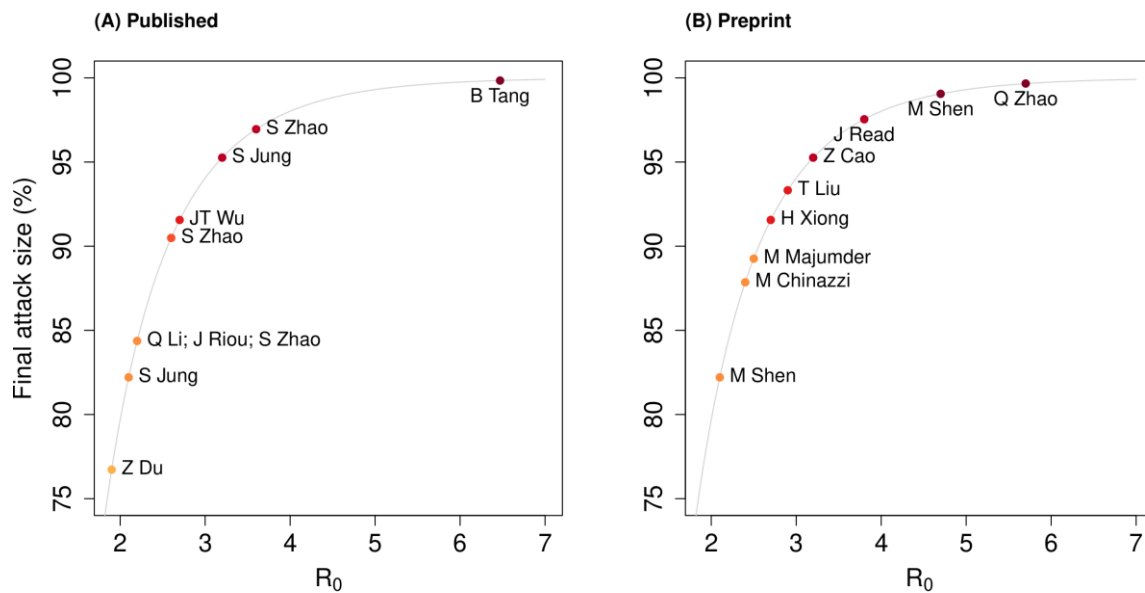 (A) Published
Final attack size (%)
100
95
90
85
80
75
B Tang
S Zhao
S Jung
JT Wu
S Zhao
Q Li; J Riou; S Zhao
S Jung
Z Du
2 3 4 5 6 7
R0
(B) Preprint
100
95
90
85
80
75
Q Zhao
M Shen
J Read
Z Cao
T Liu
H Xiong
M Majumder
M Chinazzi
M Shen
2 3 4 5 6 7
R0